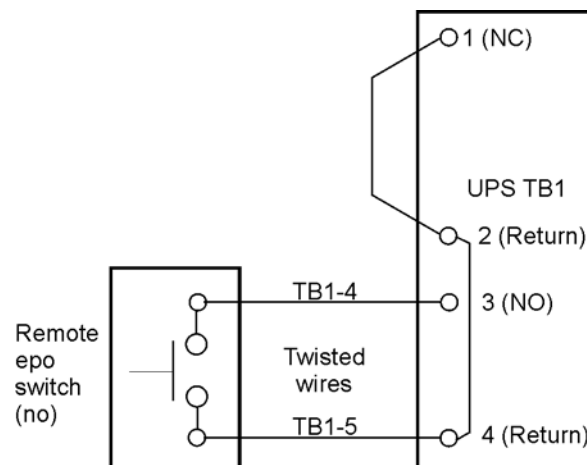 1 (NC)
UPS TB1
2 (Return)
TB1-4
3 (NO)
Remote
epo
switch
(no)
Twisted
wires
TB1-5
4 (Return)